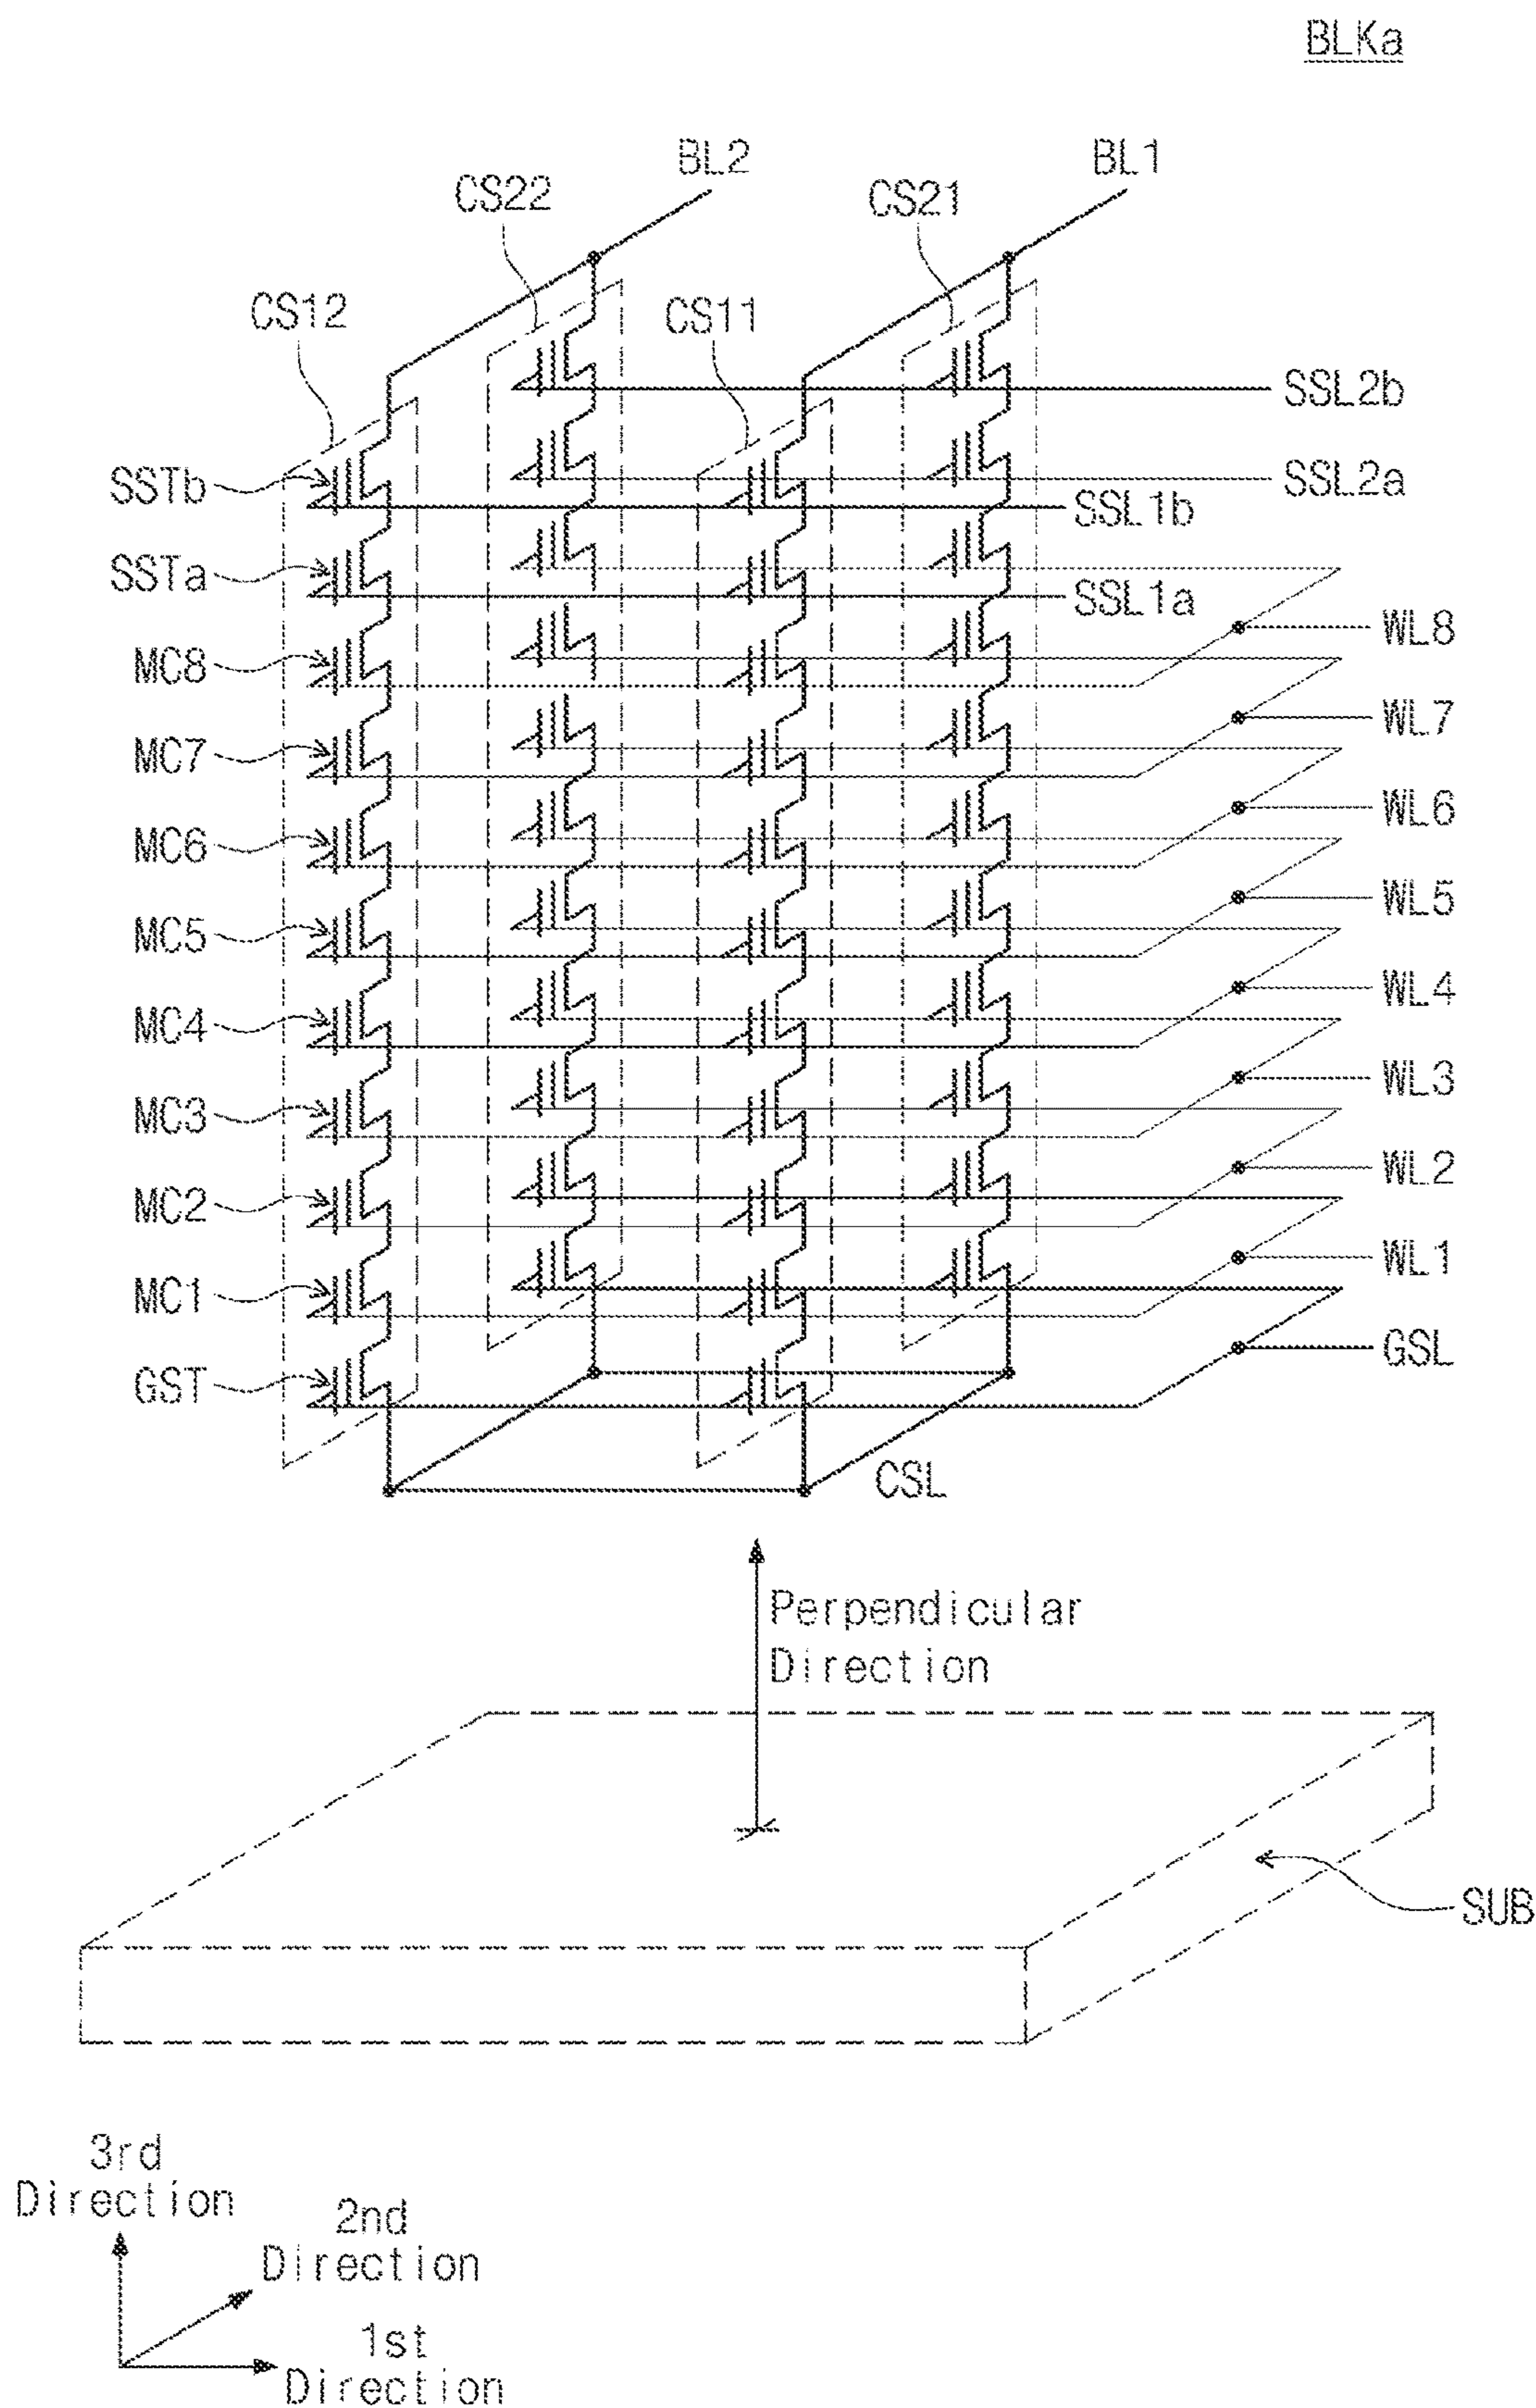 BLKa
BL2
BL1
CS22
CS21
CS12
CS11
SSL2b
SSTb
SSL2a
SSL1b
SSTa
SSL1a
WL8
MC8
WL7
MC7
WL6
MC6
WL5
MC5
WL4
MC4
WL3
MC3
WL2
MC2
WL1
MC1
GSL
GST
CSL
Perpendicular
Direction
SUB
3rd
Direction
2nd
Direction
1st
Direction